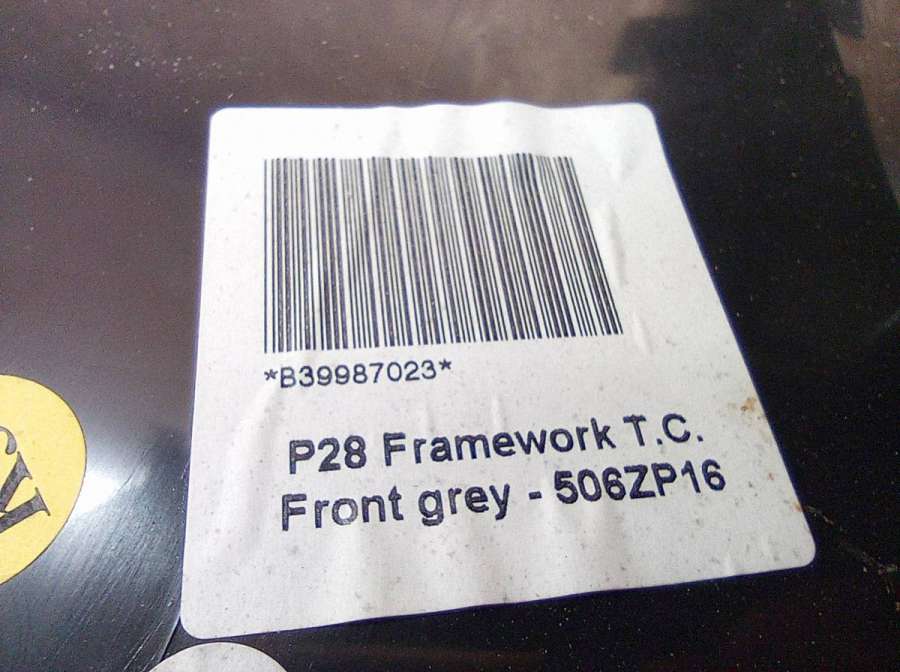 *B39987023*
P28 Framework T.C.
Front grey - 506ZP16